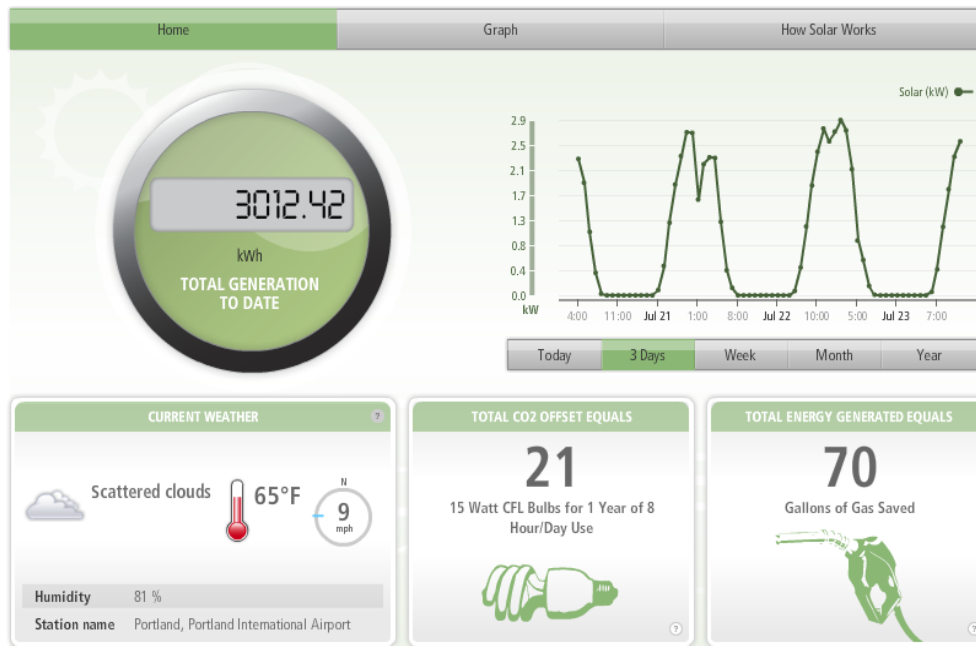 Home
Graph
How Solar Works
3012.42
kWh
TOTAL GENERATION
TO DATE
Solar (kW)
2.9
2.5
2.1
1.7
1.3
0.8
0.4
0.0
kW
4:00 11:00 Jul 21 1:00 8:00 Jul 22 10:00 5:00 Jul 23 7:00
Today
3 Days
Week
Month
Year
CURRENT WEATHER
?
Scattered clouds
65°F
N
9
mph
Humidity 81 %
Station name Portland, Portland International Airport
TOTAL CO2 OFFSET EQUALS
21
15 Watt CFL Bulbs for 1 Year of 8
Hour/Day Use
?
TOTAL ENERGY GENERATED EQUALS
70
Gallons of Gas Saved
?